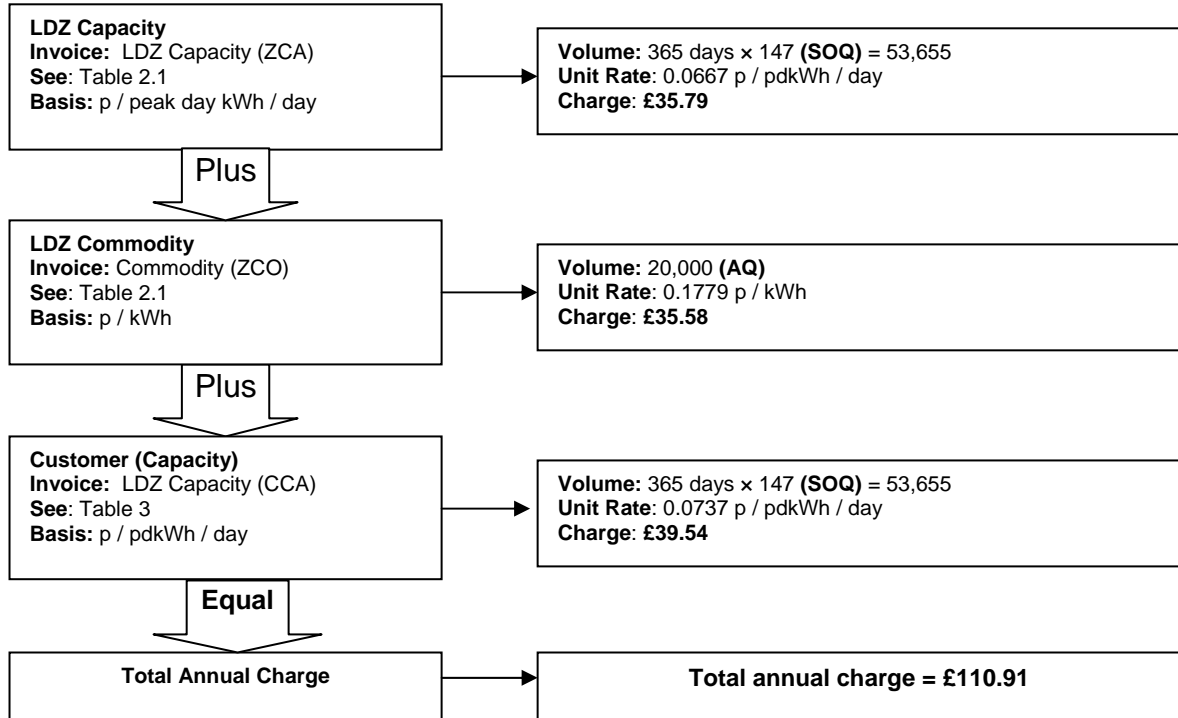 LDZ Capacity
Invoice: LDZ Capacity (ZCA)
See: Table 2.1
Basis: p / peak day kWh / day
Volume: 365 days × 147 (SOQ) = 53,655
Unit Rate: 0.0667 p / pdkWh / day
Charge: £35.79
Plus
LDZ Commodity
Invoice: Commodity (ZCO)
See: Table 2.1
Basis: p / kWh
Volume: 20,000 (AQ)
Unit Rate: 0.1779 p / kWh
Charge: £35.58
Plus
Customer (Capacity)
Invoice: LDZ Capacity (CCA)
See: Table 3
Basis: p / pdkWh / day
Volume: 365 days × 147 (SOQ) = 53,655
Unit Rate: 0.0737 p / pdkWh / day
Charge: £39.54
Equal
Total Annual Charge
Total annual charge = £110.91